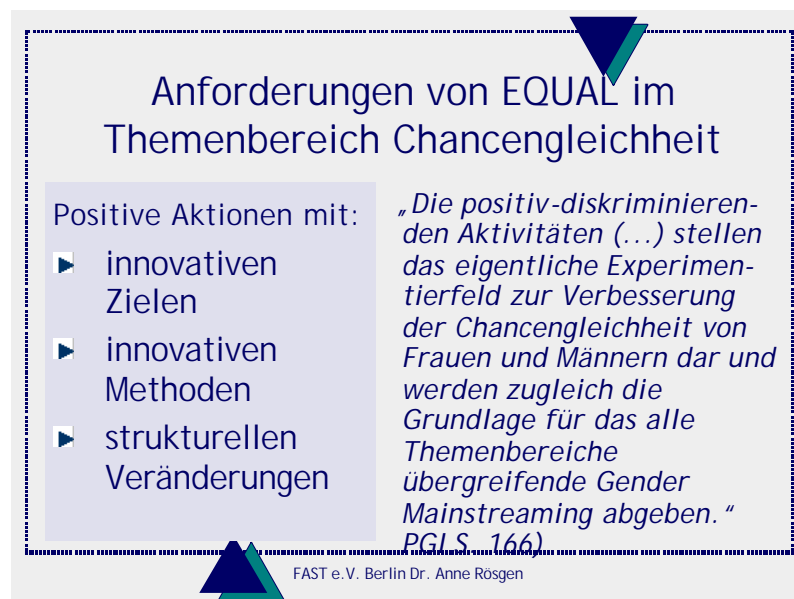 Anforderungen von EQUAL im
Themenbereich Chancengleichheit
Positive Aktionen mit:
innovativen
Zielen
innovativen
Methoden
strukturellen
Veränderungen
„Die positiv-diskriminieren-
den Aktivitäten (...) stellen
das eigentliche Experimen-
tierfeld zur Verbesserung
der Chancengleichheit von
Frauen und Männern dar und
werden zugleich die
Grundlage für das alle
Themenbereiche
übergreifende Gender
Mainstreaming abgeben.“
PGI S. 166)
FAST e.V. Berlin Dr. Anne Rösgen